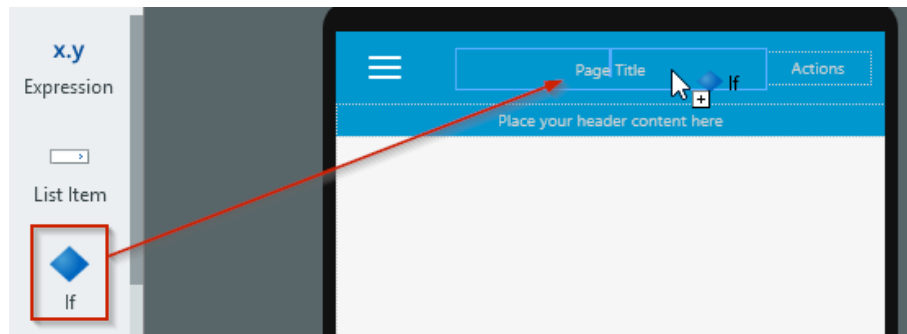 x.y
Expression
List Item
If
Page Title
If
Actions
Place your header content here